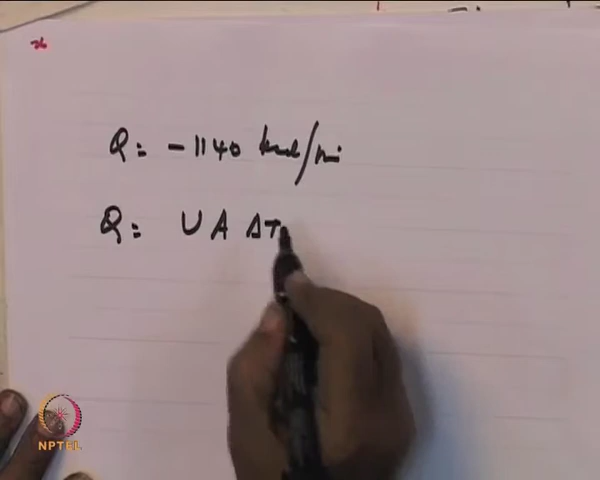 Q = -1140 kcal/min
Q = U A ΔT
NPTEL